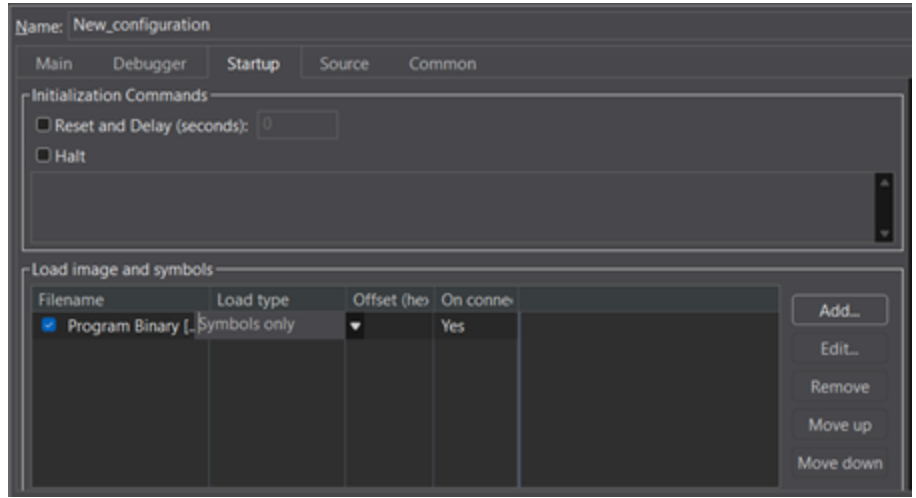 Name: New_configuration
Main Debugger Startup Source Common
Initialization Commands
Reset and Delay (seconds): 0
Halt
Load image and symbols
Filename Load type Offset (hex On conne
Program Binary [... Symbols only Yes
Add...
Edit...
Remove
Move up
Move down